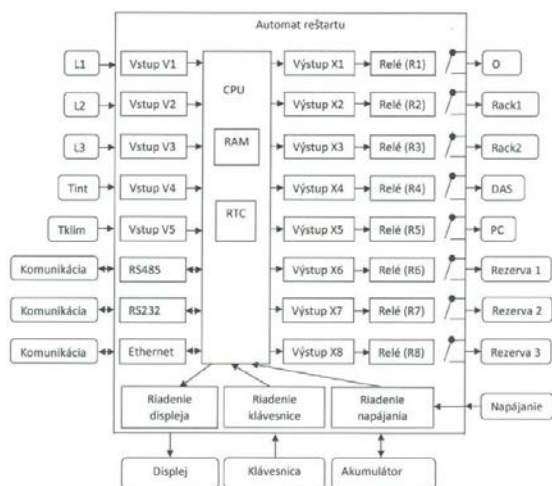 Automat reštartu
L1 Vstup V1 CPU Výstup X1 Relé (R1) O
L2 Vstup V2 Výstup X2 Relé (R2) Rack1
L3 Vstup V3 RAM Výstup X3 Relé (R3) Rack2
Tint Vstup V4 Výstup X4 Relé (R4) DAS
Tklim Vstup V5 RTC Výstup X5 Relé (R5) PC
Komunikácia RS485 Výstup X6 Relé (R6) Rezerva 1
Komunikácia RS232 Výstup X7 Relé (R7) Rezerva 2
Komunikácia Ethernet Výstup X8 Relé (R8) Rezerva 3
Riadenie displeja
Riadenie klávesnice
Riadenie napájania
Napájanie
Displej Klávesnica Akumulátor